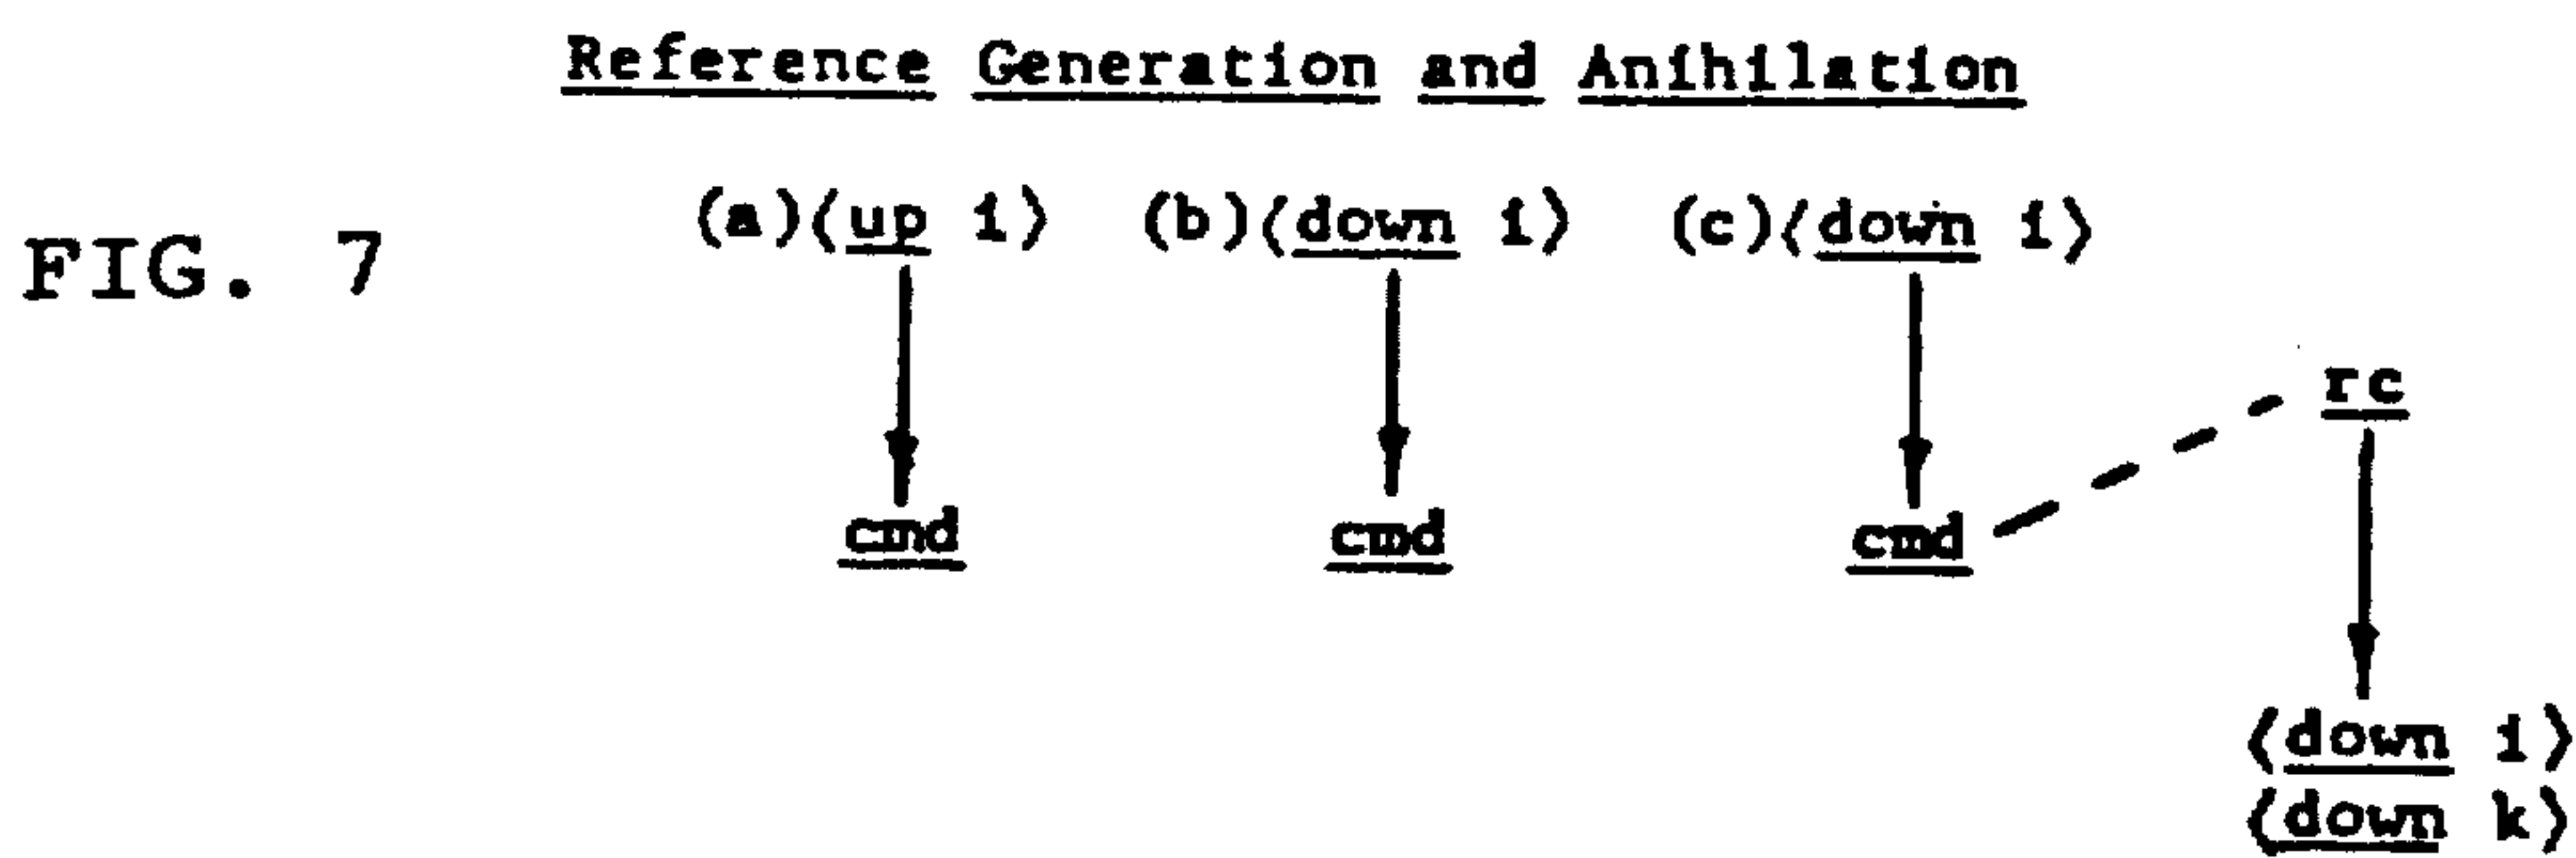 Reference Generation and Anihilation
FIG. 7
(a)⟨up i⟩ (b)⟨down i⟩ (c)⟨down i⟩
rc
cmd cmd cmd
⟨down i⟩
⟨down k⟩